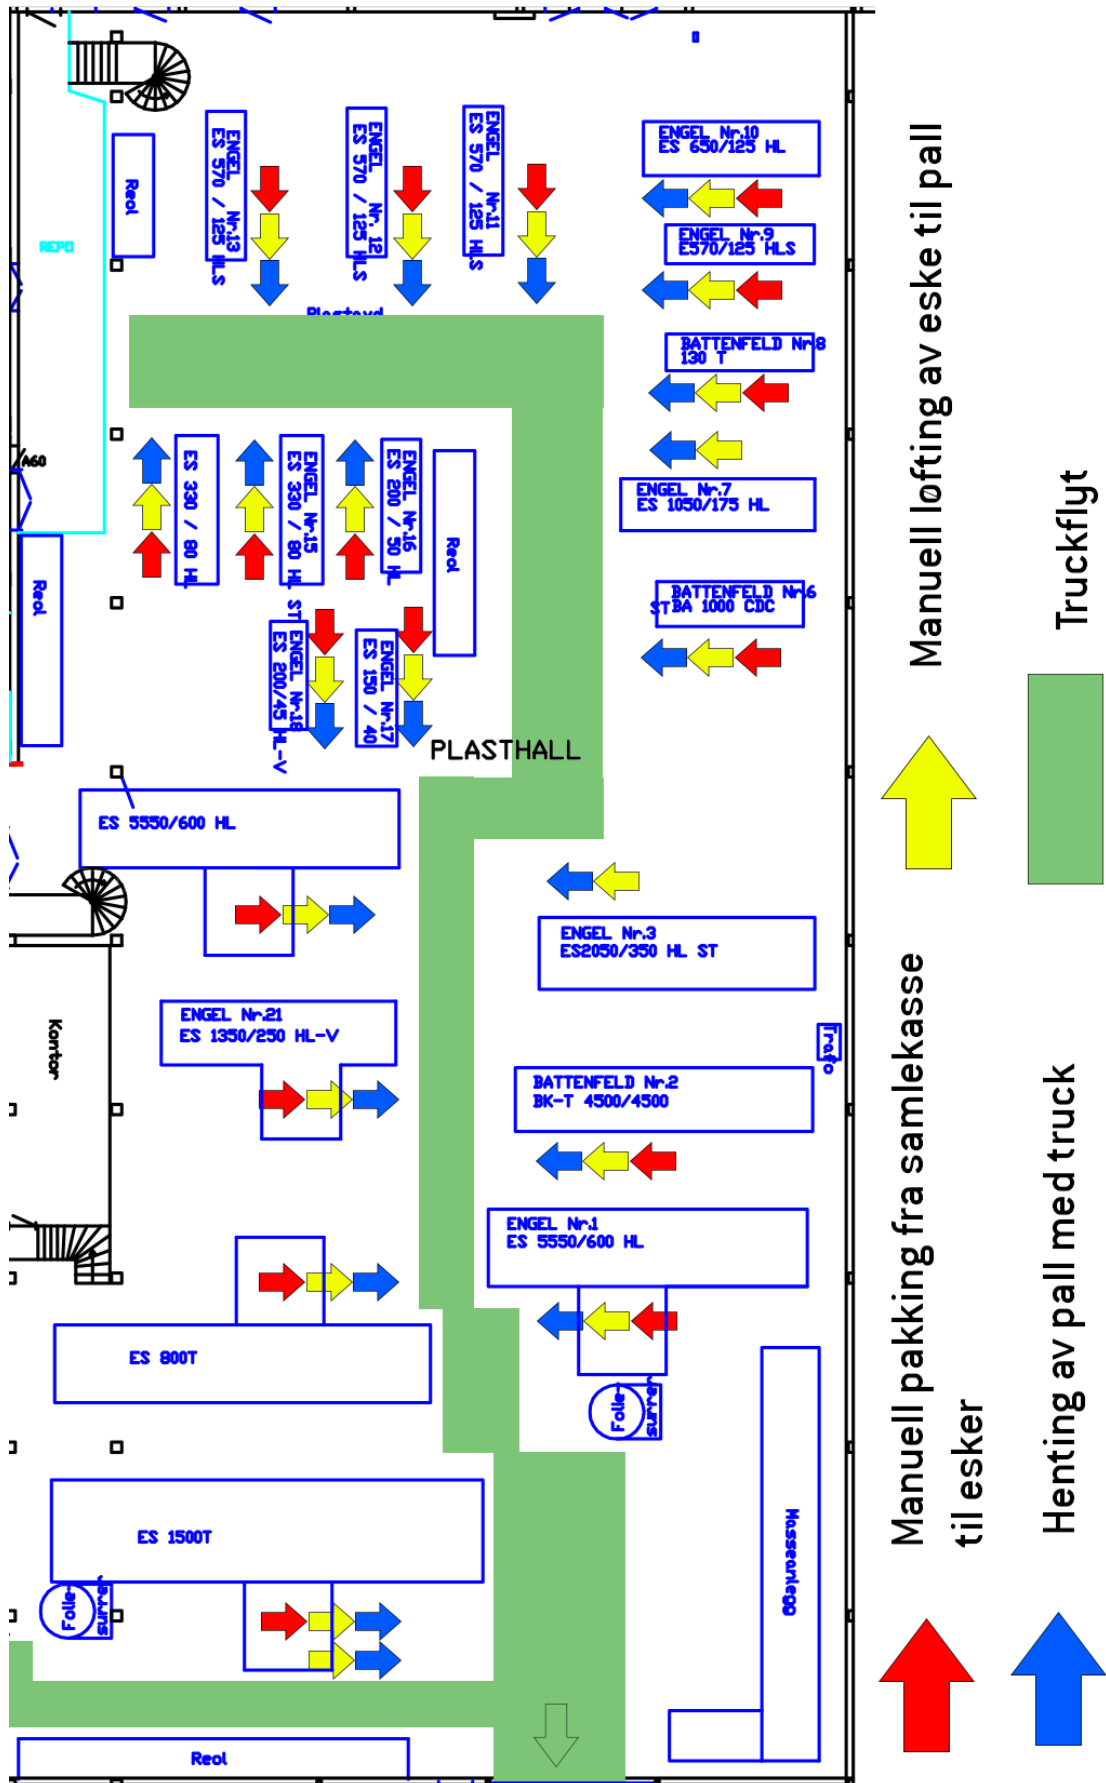 ENGEL Nr.13
ES 570 / 125 HLS
ENGEL Nr. 12
ES 570 / 125 HLS
ENGEL Nr.11
ES 570 / 125 HLS
ENGEL Nr.10
ES 650/125 HL
Reol
REPO
ENGEL Nr.9
E570/125 HLS
BATTENFELD Nr.8
130 T
A60
ES 330 / 80 HL
ENGEL Nr.15
ES 330 / 80 HL ST
ENGEL Nr.16
ES 200 / 50 HL
Reol
ENGEL Nr.7
ES 1050/175 HL
Reol
BATTENFELD Nr.6
ST BA 1000 CDC
ENGEL Nr.18
ES 200/45 HL-V
ENGEL Nr.17
ES 150 / 40
PLASTHALL
ES 5550/600 HL
ENGEL Nr.3
ES2050/350 HL ST
ENGEL Nr.21
ES 1350/250 HL-V
Kontor
Trafo
BATTENFELD Nr.2
BK-T 4500/4500
ENGEL Nr.1
ES 5550/600 HL
ES 800T
Folie-
ES 1500T
Masseanlegg
Folie-
Reol
Manuell pakking fra samlekasse
til esker
Manuell løfting av eske til pall
Henting av pall med truck
Truckflyt